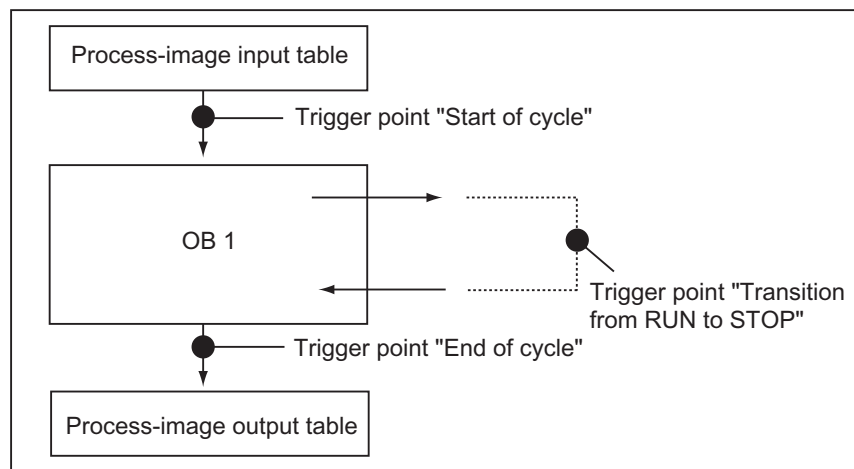 Process-image input table
Trigger point "Start of cycle"
OB 1
Trigger point "Transition
from RUN to STOP"
Trigger point "End of cycle"
Process-image output table